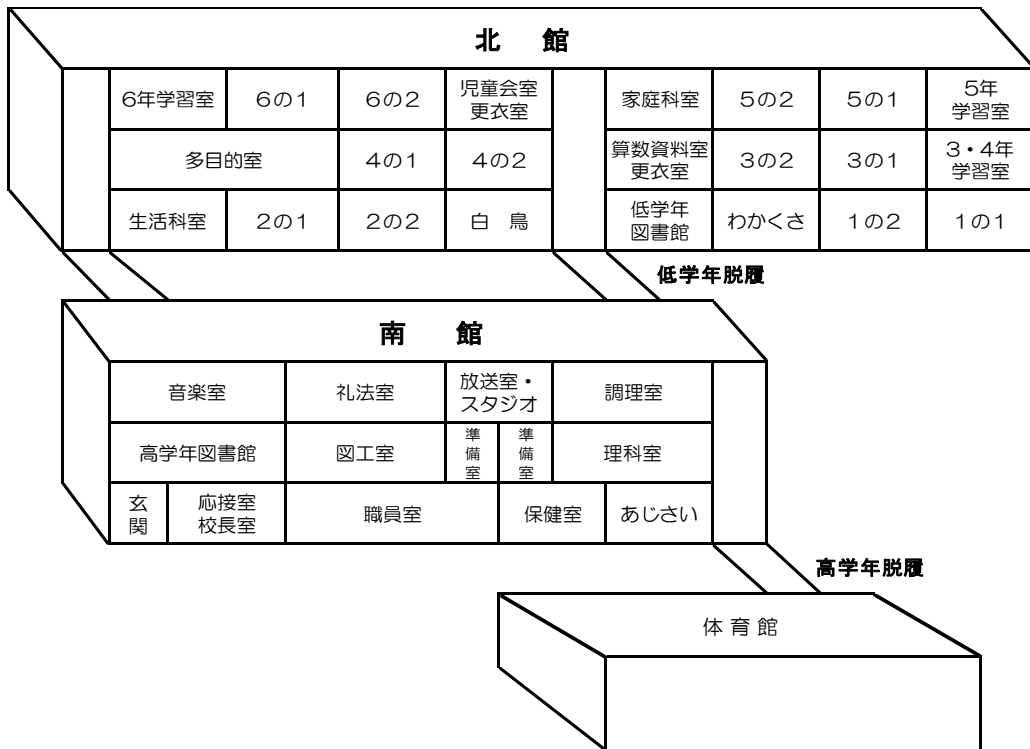 北　館
6年学習室
6の1
6の2
児童会室
更衣室
家庭科室
5の2
5の1
5年
学習室
多目的室
4の1
4の2
算数資料室
更衣室
3の2
3の1
3・4年
学習室
生活科室
2の1
2の2
白　鳥
低学年
図書館
わかくさ
1の2
1の1
低学年脱履
南　館
音楽室
礼法室
放送室・
スタジオ
調理室
高学年図書館
図工室
準備室
準備室
理科室
玄関
応接室
校長室
職員室
保健室
あじさい
高学年脱履
体 育 館